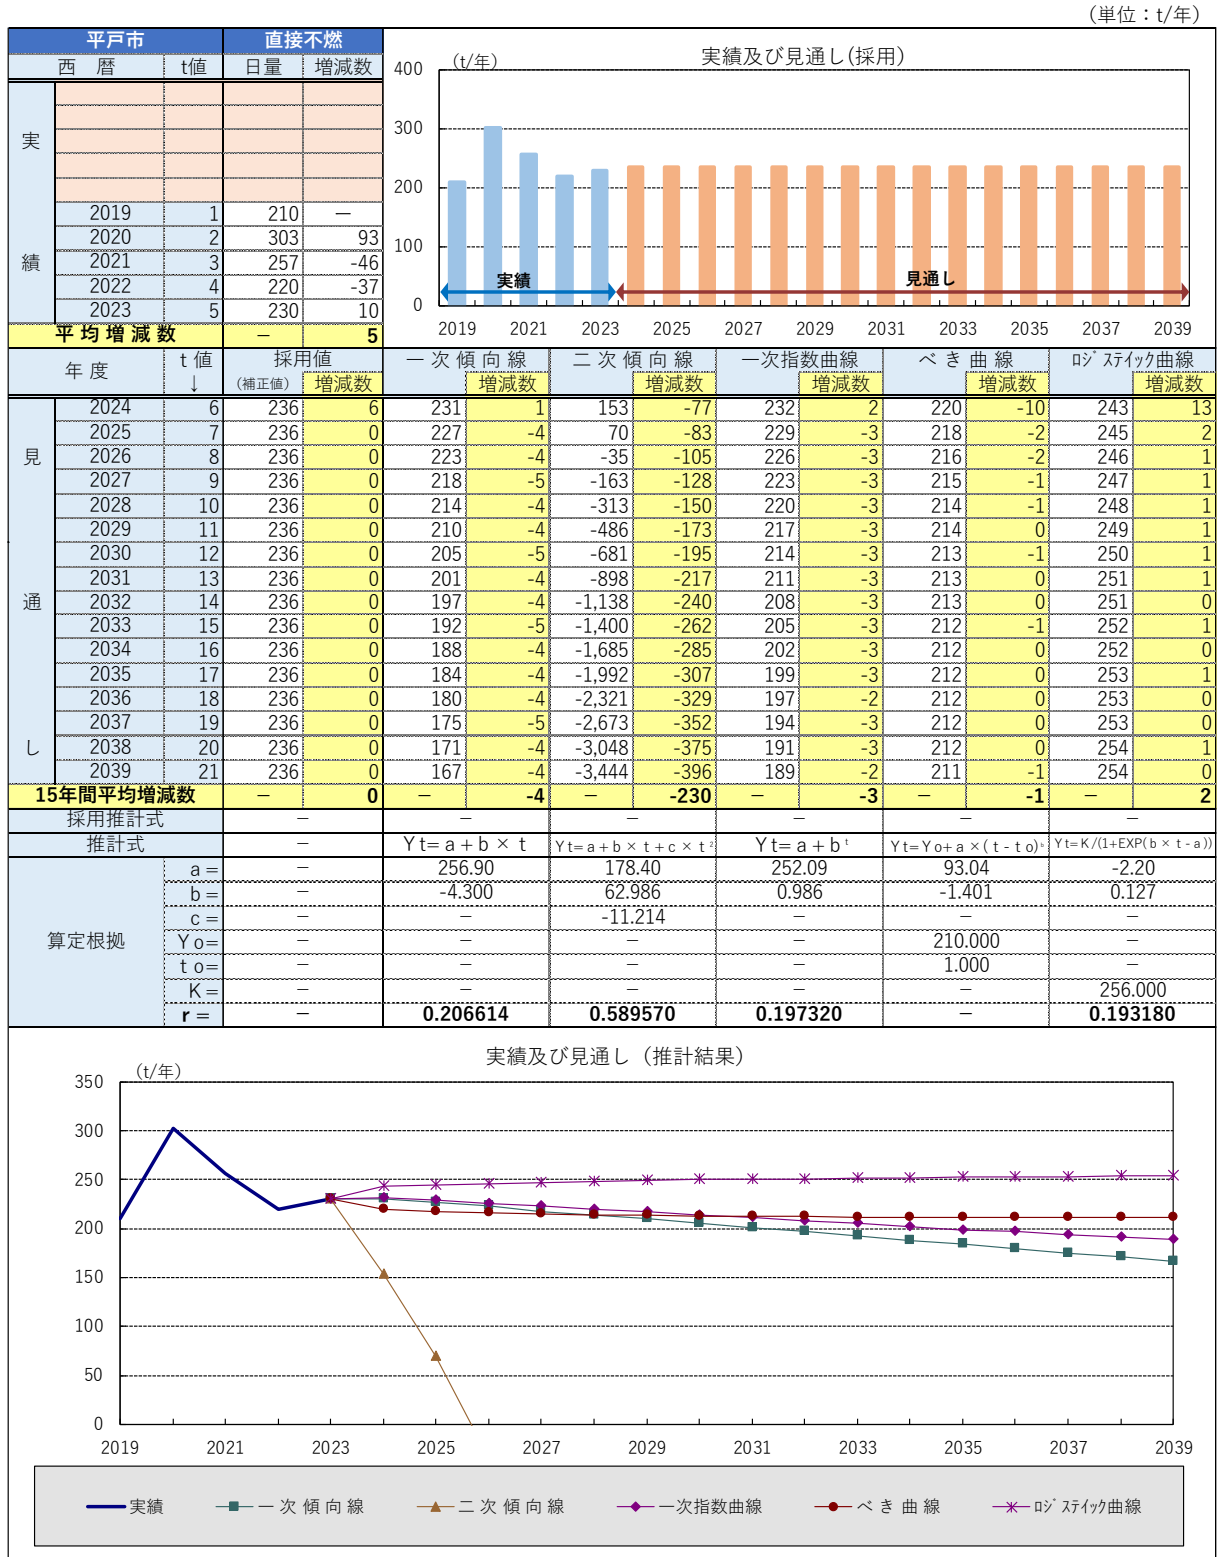 （単位：t/年）
平戸市 直接不燃
西　暦 t値 日量 増減数
実及び見通し(採用)
(t/年)
400
300
200
100
0
実績
見通し
2019 2021 2023 2025 2027 2029 2031 2033 2035 2037 2039
実
績
2019 1 210 －
2020 2 303 93
2021 3 257 -46
2022 4 220 -37
2023 5 230 10
平 均 増 減 数 － 5
年 度 t 値 採用値 一 次 傾 向 線 二 次 傾 向 線 一次指数曲線 べ き 曲 線 ﾛｼﾞｽﾃｨｯｸ曲線
↓ (補正値) 増減数 増減数 増減数 増減数 増減数 増減数
見
通
し
2024 6 236 6 231 1 153 -77 232 2 220 -10 243 13
2025 7 236 0 227 -4 70 -83 229 -3 218 -2 245 2
2026 8 236 0 223 -4 -35 -105 226 -3 216 -2 246 1
2027 9 236 0 218 -5 -163 -128 223 -3 215 -1 247 1
2028 10 236 0 214 -4 -313 -150 220 -3 214 -1 248 1
2029 11 236 0 210 -4 -486 -173 217 -3 214 0 249 1
2030 12 236 0 205 -5 -681 -195 214 -3 213 -1 250 1
2031 13 236 0 201 -4 -898 -217 211 -3 213 0 251 1
2032 14 236 0 197 -4 -1,138 -240 208 -3 213 0 251 0
2033 15 236 0 192 -5 -1,400 -262 205 -3 212 -1 252 1
2034 16 236 0 188 -4 -1,685 -285 202 -3 212 0 252 0
2035 17 236 0 184 -4 -1,992 -307 199 -3 212 0 253 1
2036 18 236 0 180 -4 -2,321 -329 197 -2 212 0 253 0
2037 19 236 0 175 -5 -2,673 -352 194 -3 212 0 253 0
2038 20 236 0 171 -4 -3,048 -375 191 -3 212 0 254 1
2039 21 236 0 167 -4 -3,444 -396 189 -2 211 -1 254 0
15年間平均増減数 － 0 － -4 － -230 － -3 － -1 － 2
採用推計式 － － － － － －
推計式 － Ｙt= a + b × t Ｙt= a + b × t + c × t² Ｙt= a + b ᵗ Ｙt=Ｙo+ a × ( t - t o) ᵇ Ｙt=K/(1+EXP(b × t - a))
算定根拠
a = － 256.90 178.40 252.09 93.04 -2.20
b = － -4.300 62.986 0.986 -1.401 0.127
c = － － -11.214 － － －
Ｙo= － － － － 210.000 －
t o= － － － － 1.000 －
K = － － － － － 256.000
r = － 0.206614 0.589570 0.197320 － 0.193180
実績及び見通し（推計結果）
(t/年)
350
300
250
200
150
100
50
0
2019 2021 2023 2025 2027 2029 2031 2033 2035 2037 2039
実績 一 次 傾 向 線 二 次 傾 向 線 一次指数曲線 べ き 曲 線 ﾛｼﾞｽﾃｨｯｸ曲線